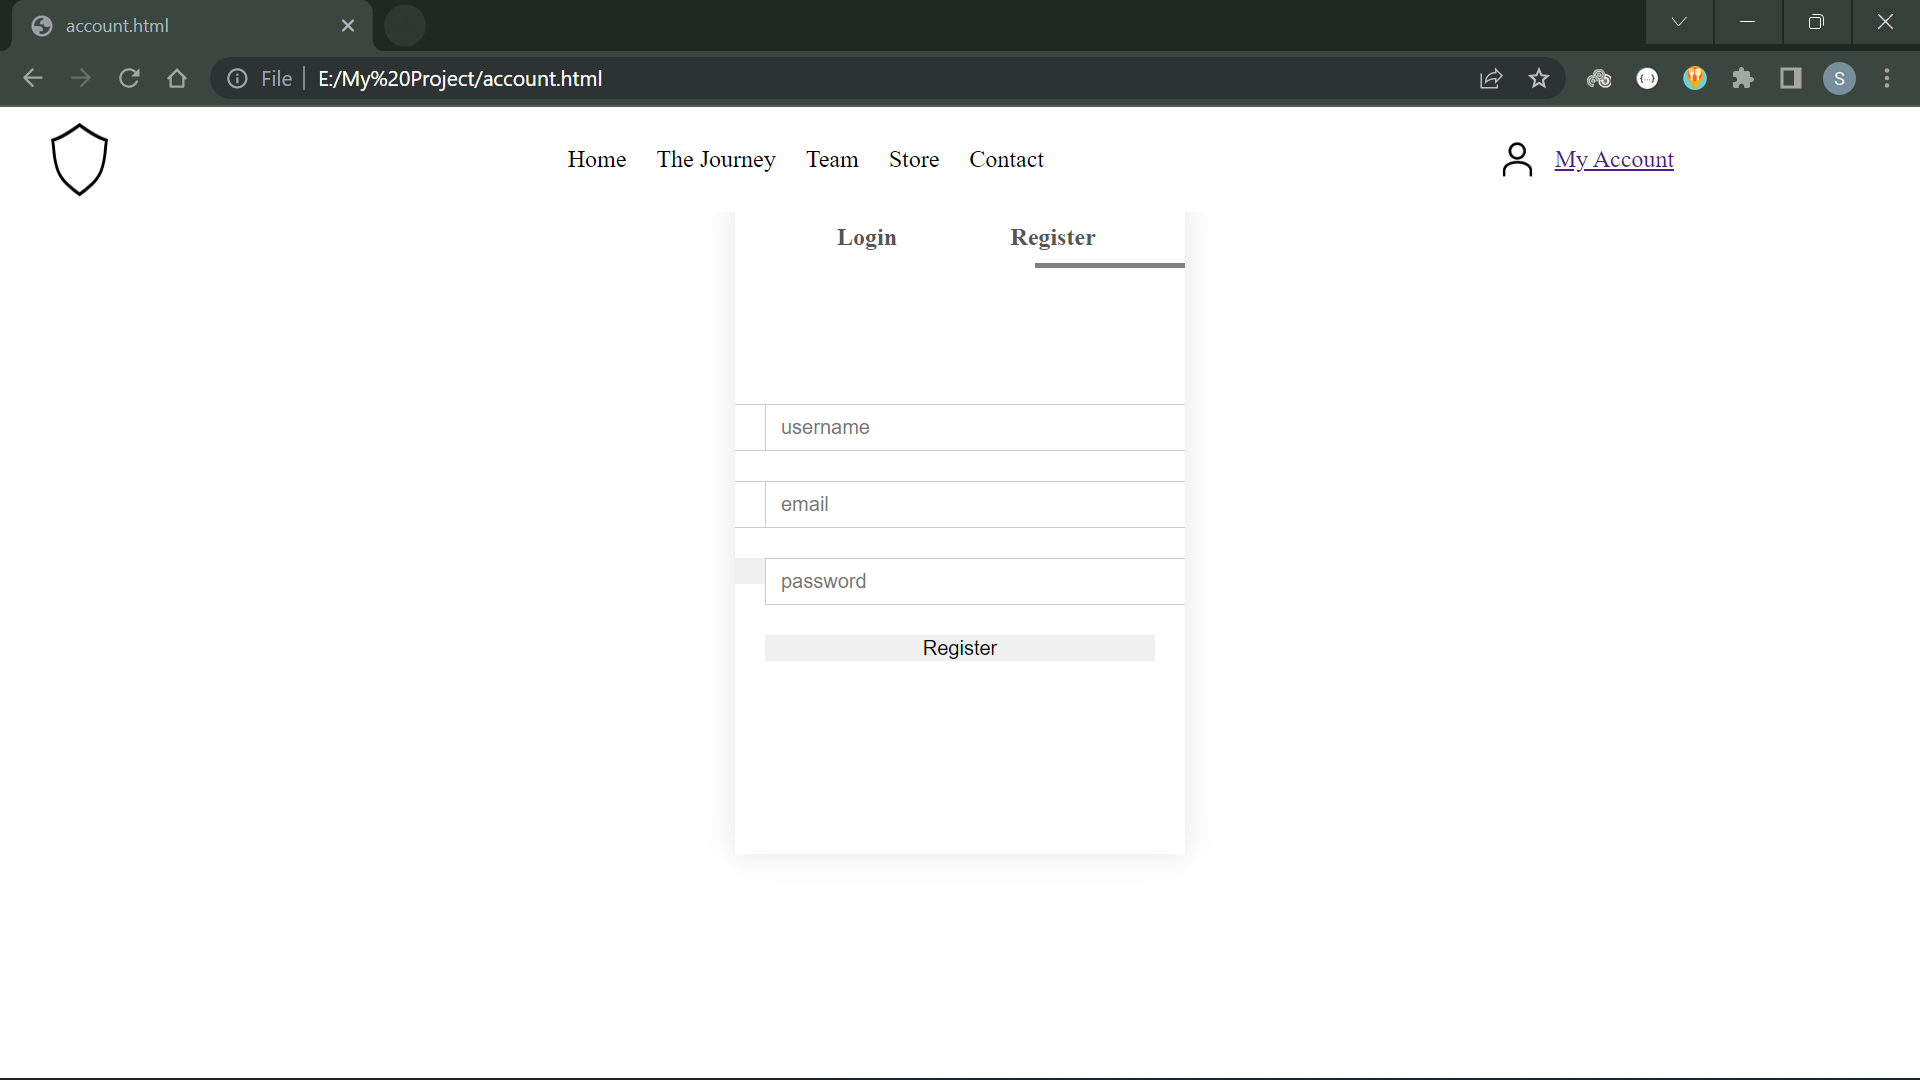 account.html
File E:/My%20Project/account.html S
Home The Journey Team Store Contact My Account
Login Register
username
email
password
Register